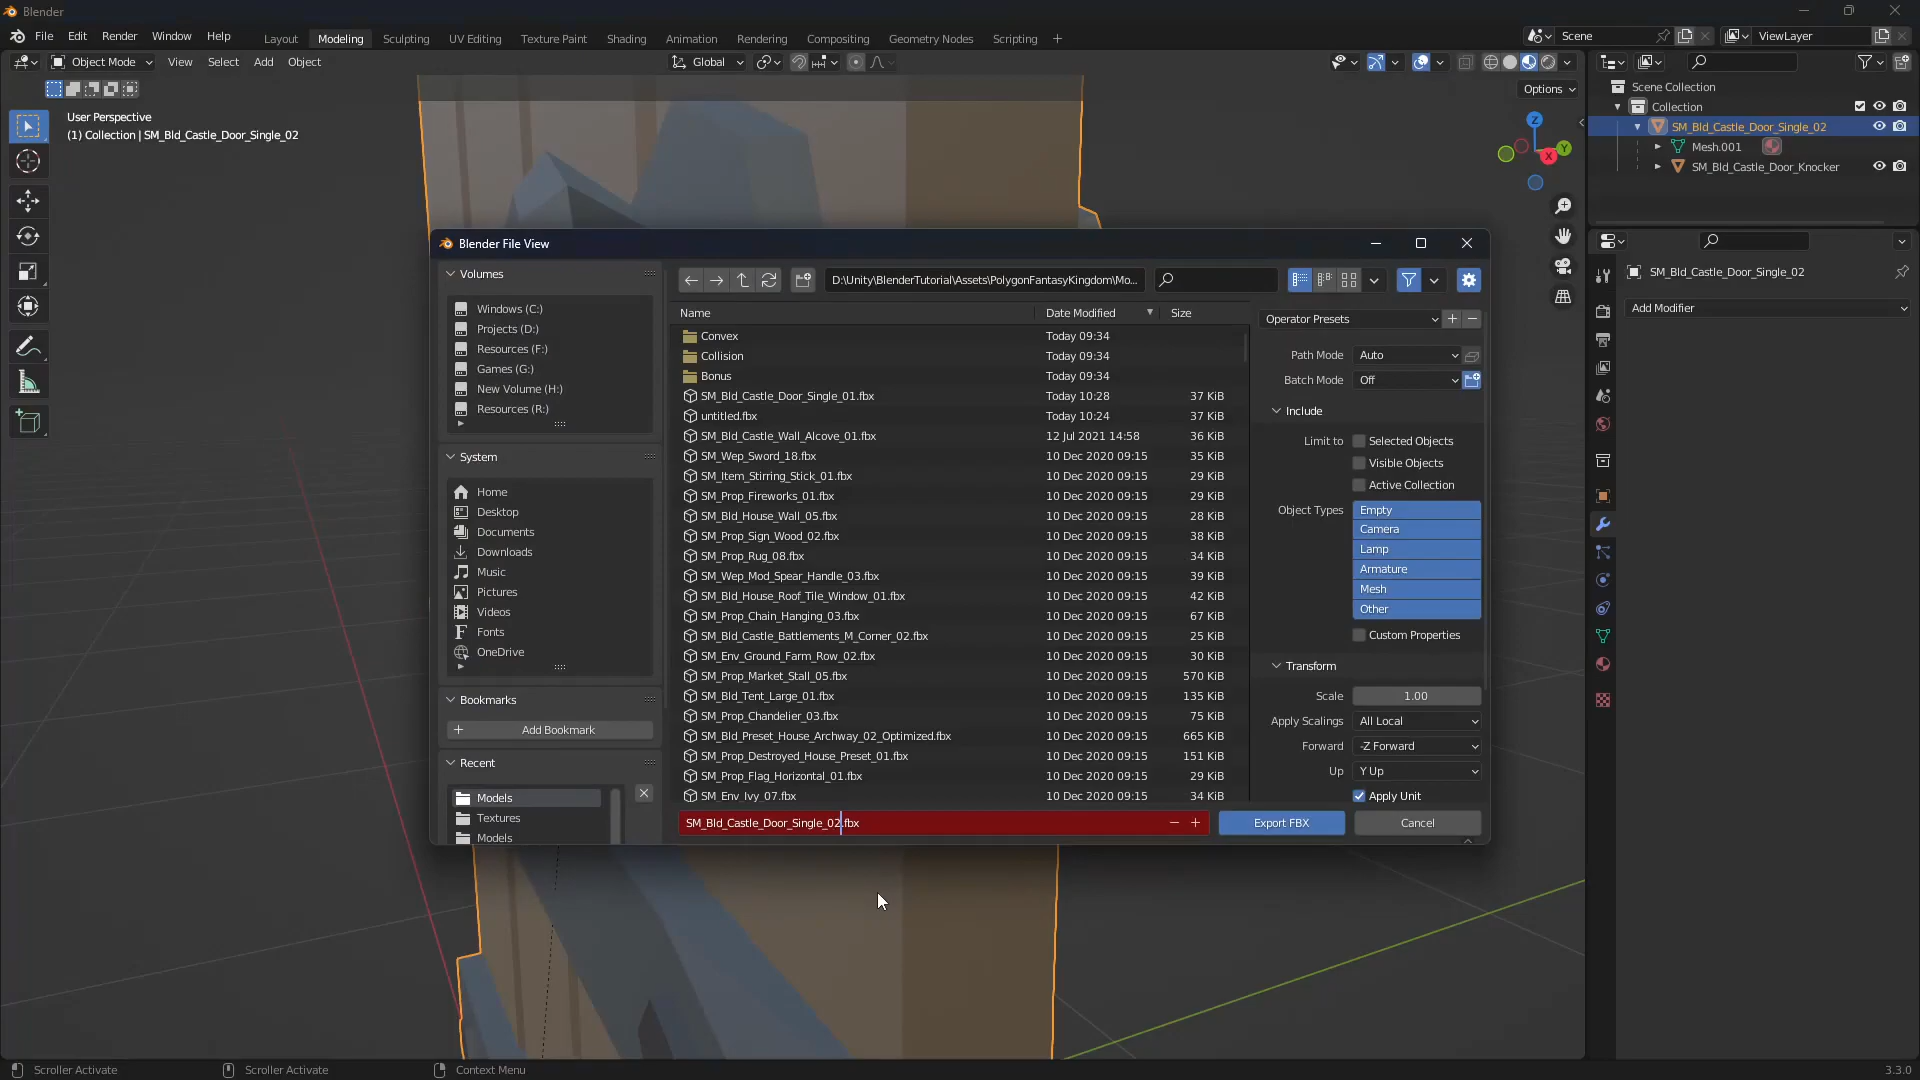 Blender
File Edit Render Window Help Layout Modeling Sculpting UV Editing Texture Paint Shading Animation Rendering Compositing Geometry Nodes Scripting + Scene ViewLayer
Object Mode View Select Add Object Global
Options
User Perspective
(1) Collection | SM_Bld_Castle_Door_Single_02
Z
Y
X
Scene Collection
Collection
SM_Bld_Castle_Door_Single_02
Mesh.001
SM_Bld_Castle_Door_Knocker
SM_Bld_Castle_Door_Single_02
Add Modifier
Blender File View
Volumes
Windows (C:)
Projects (D:)
Resources (F:)
Games (G:)
New Volume (H:)
Resources (R:)
System
Home
Desktop
Documents
Downloads
Music
Pictures
Videos
Fonts
OneDrive
Bookmarks
Add Bookmark
Recent
Models
Textures
Models
D:\Unity\BlenderTutorial\Assets\PolygonFantasyKingdom\Mo...
Name Date Modified Size
Convex Today 09:34
Collision Today 09:34
Bonus Today 09:34
SM_Bld_Castle_Door_Single_01.fbx Today 10:28 37 KiB
untitled.fbx Today 10:24 37 KiB
SM_Bld_Castle_Wall_Alcove_01.fbx 12 Jul 2021 14:58 36 KiB
SM_Wep_Sword_18.fbx 10 Dec 2020 09:15 35 KiB
SM_Item_Stirring_Stick_01.fbx 10 Dec 2020 09:15 29 KiB
SM_Prop_Fireworks_01.fbx 10 Dec 2020 09:15 29 KiB
SM_Bld_House_Wall_05.fbx 10 Dec 2020 09:15 28 KiB
SM_Prop_Sign_Wood_02.fbx 10 Dec 2020 09:15 38 KiB
SM_Prop_Rug_08.fbx 10 Dec 2020 09:15 34 KiB
SM_Wep_Mod_Spear_Handle_03.fbx 10 Dec 2020 09:15 39 KiB
SM_Bld_House_Roof_Tile_Window_01.fbx 10 Dec 2020 09:15 42 KiB
SM_Prop_Chain_Hanging_03.fbx 10 Dec 2020 09:15 67 KiB
SM_Bld_Castle_Battlements_M_Corner_02.fbx 10 Dec 2020 09:15 25 KiB
SM_Env_Ground_Farm_Row_02.fbx 10 Dec 2020 09:15 30 KiB
SM_Prop_Market_Stall_05.fbx 10 Dec 2020 09:15 570 KiB
SM_Bld_Tent_Large_01.fbx 10 Dec 2020 09:15 135 KiB
SM_Prop_Chandelier_03.fbx 10 Dec 2020 09:15 75 KiB
SM_Bld_Preset_House_Archway_02_Optimized.fbx 10 Dec 2020 09:15 665 KiB
SM_Prop_Destroyed_House_Preset_01.fbx 10 Dec 2020 09:15 151 KiB
SM_Prop_Flag_Horizontal_01.fbx 10 Dec 2020 09:15 29 KiB
SM_Env_Ivy_07.fbx 10 Dec 2020 09:15 34 KiB
Operator Presets
Path Mode Auto
Batch Mode Off
Include
Limit to Selected Objects
Visible Objects
Active Collection
Object Types Empty
Camera
Lamp
Armature
Mesh
Other
Custom Properties
Transform
Scale 1.00
Apply Scalings All Local
Forward -Z Forward
Up Y Up
Apply Unit
SM_Bld_Castle_Door_Single_02.fbx
Export FBX Cancel
Scroller Activate Scroller Activate Context Menu 3.3.0